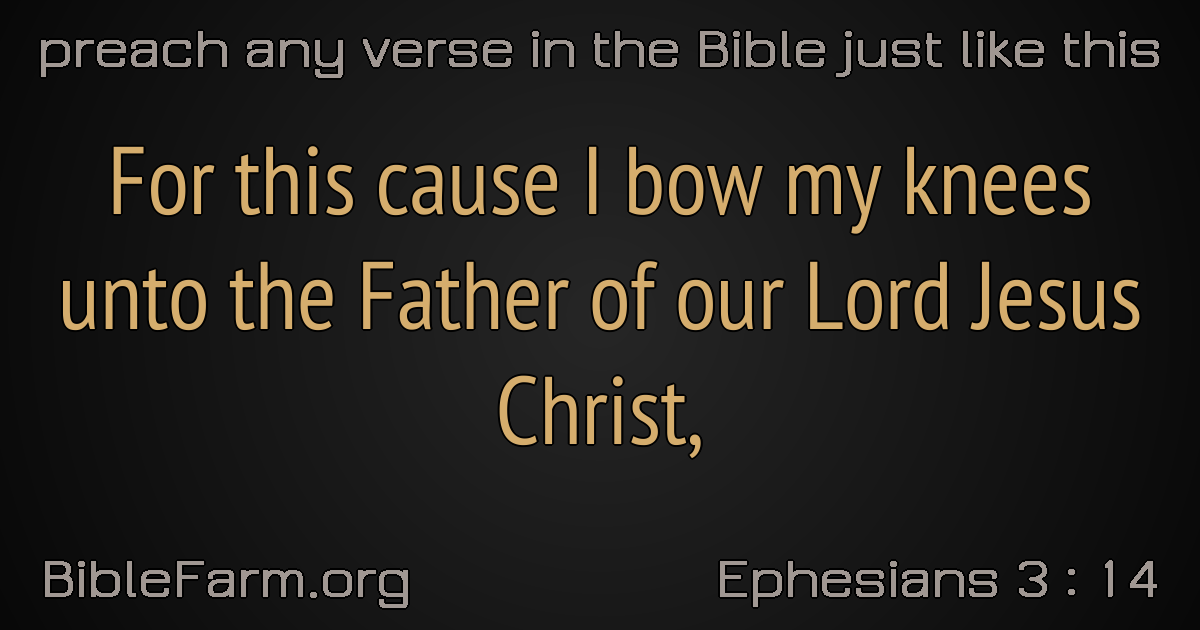 preach any verse in the Bible just like this
For this cause I bow my knees
unto the Father of our Lord Jesus
Christ,
BibleFarm.org
Ephesians 3 : 14